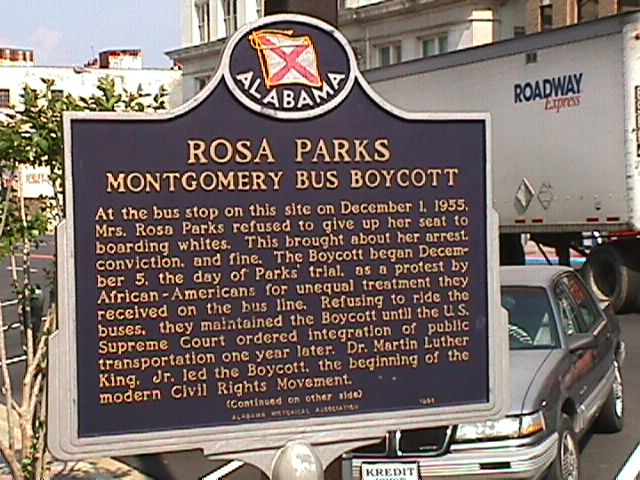 ALABAMA
ROSA PARKS
MONTGOMERY BUS BOYCOTT
At the bus stop on this site on December 1, 1955,
Mrs. Rosa Parks refused to give up her seat to
boarding whites. This brought about her arrest,
conviction, and fine. The Boycott began Decem-
ber 5, the day of Parks' trial, as a protest by
African-Americans for unequal treatment they
received on the bus line. Refusing to ride the
buses, they maintained the Boycott until the U.S.
Supreme Court ordered integration of public
transportation one year later. Dr. Martin Luther
King, Jr. led the Boycott, the beginning of the
modern Civil Rights Movement.
(Continued on other side)
ALABAMA HISTORICAL ASSOCIATION
ROADWAY
Express
KREDIT